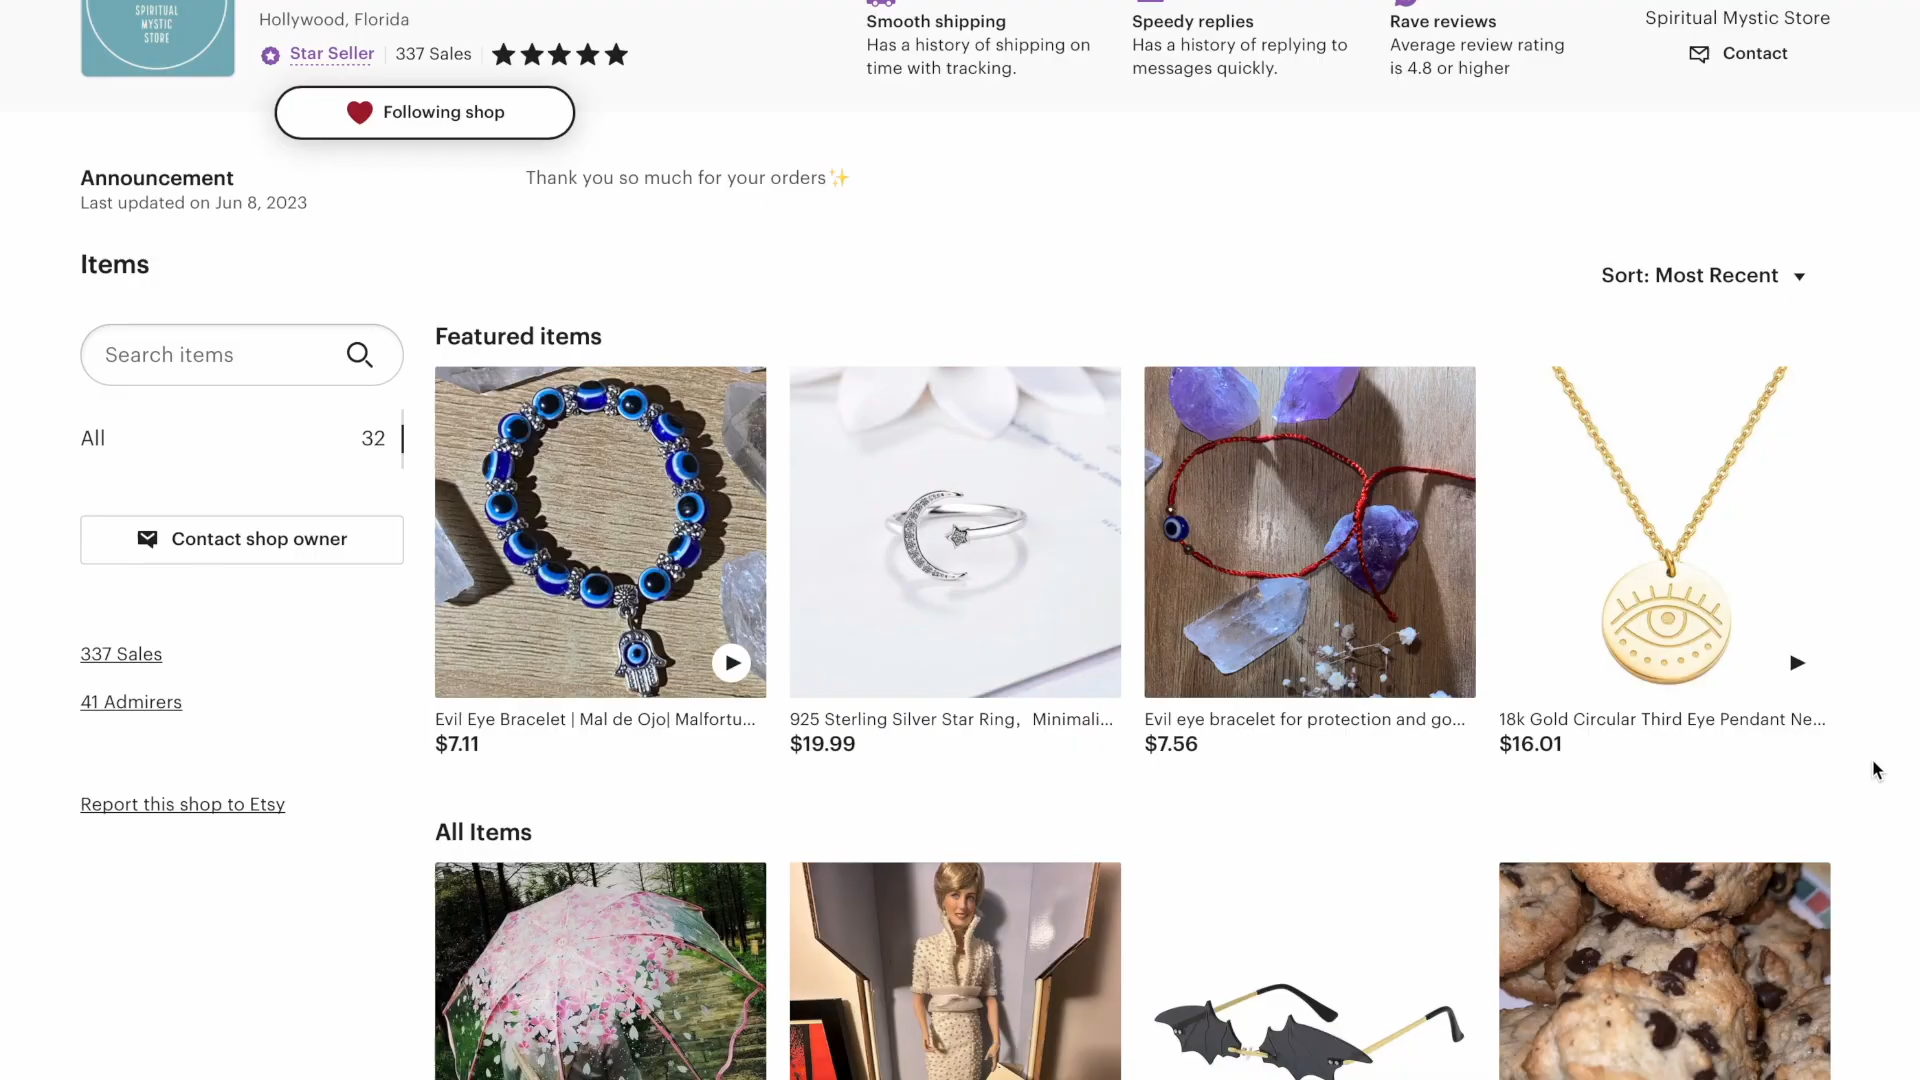 SPIRITUAL
MYSTIC
STORE
Hollywood, Florida
Star Seller
337 Sales
Smooth shipping
Has a history of shipping on
time with tracking.
Speedy replies
Has a history of replying to
messages quickly.
Rave reviews
Average review rating
is 4.8 or higher
Spiritual Mystic Store
Contact
Following shop
Announcement
Last updated on Jun 8, 2023
Thank you so much for your orders✨
Items
Sort: Most Recent
Search items
All
32
Contact shop owner
337 Sales
41 Admirers
Report this shop to Etsy
Featured items
Evil Eye Bracelet | Mal de Ojo| Malfortu...
$7.11
925 Sterling Silver Star Ring, Minimali...
$19.99
Evil eye bracelet for protection and go...
$7.56
18k Gold Circular Third Eye Pendant Ne...
$16.01
All Items